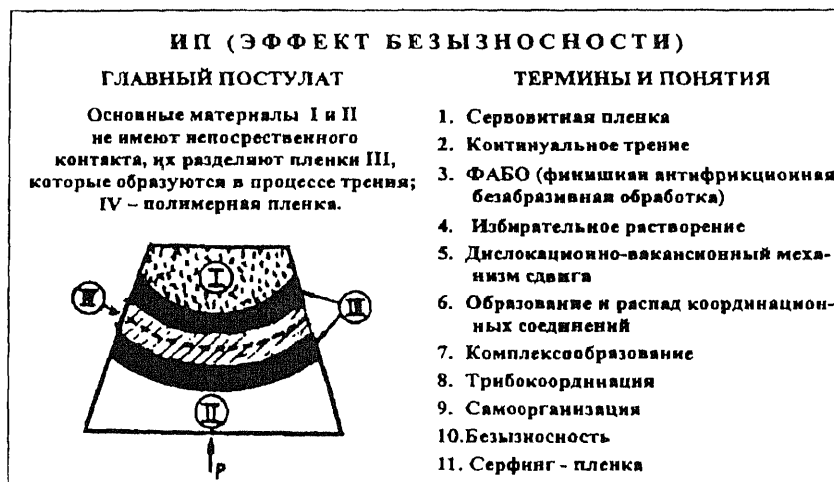 ИП (ЭФФЕКТ БЕЗЫЗНОСНОСТИ)
ГЛАВНЫЙ ПОСТУЛАТ
Основные материалы I и II
не имеют непосрественного
контакта, их разделяют пленки III,
которые образуются в процессе трения;
IV – полимерная пленка.
I
III
II
P
ТЕРМИНЫ И ПОНЯТИЯ
1. Сервовитная пленка
2. Континуальное трение
3. ФАБО (финишная антифрикционная
безабразивная обработка)
4. Избирательное растворение
5. Дислокационно-вакансионный меха-
низм сдвига
6. Образование и распад координацион-
ных соединений
7. Комплексообразование
8. Трибокоординация
9. Самоорганизация
10.Безызносность
11. Серфинг - пленка